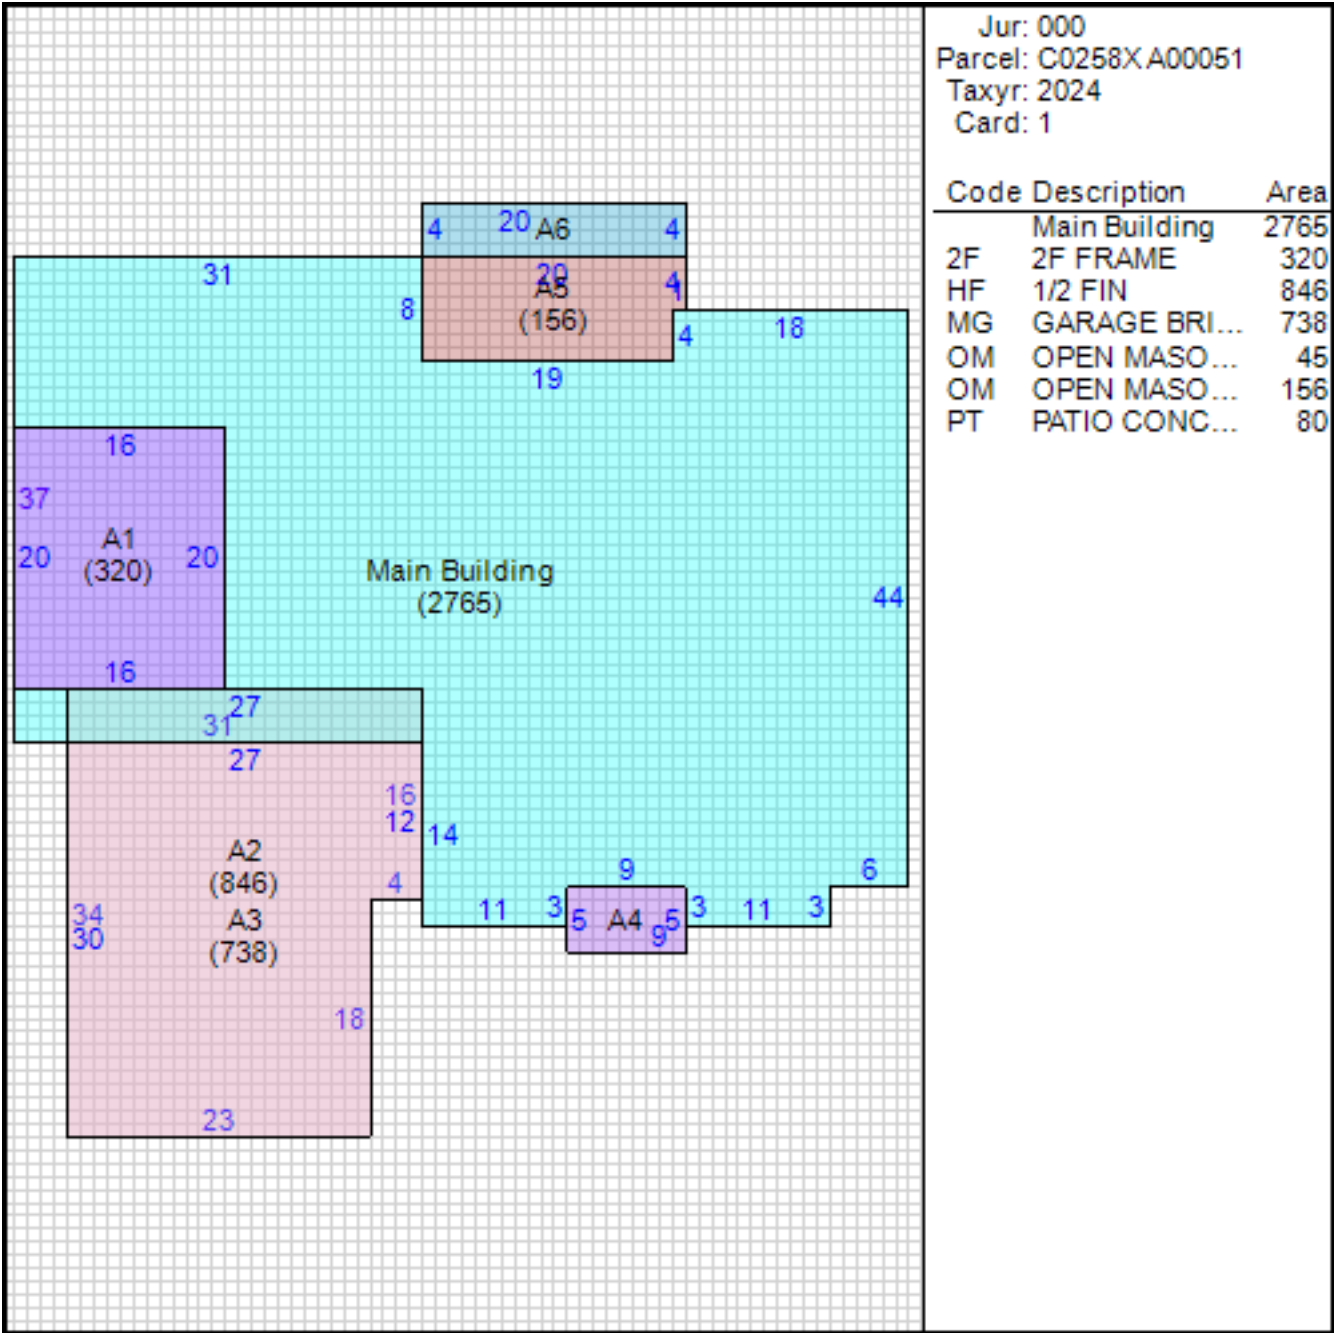 Jur: 000
Parcel: C0258X A00051
Taxyr: 2024
Card: 1
Code Description Area
Main Building 2765
2F 2F FRAME 320
HF 1/2 FIN 846
MG GARAGE BRI... 738
OM OPEN MASO... 45
OM OPEN MASO... 156
PT PATIO CONC... 80
4 20 A6 4
31
20
4
1
8
A5
(156)
4
18
19
16
37
A1
20 20
(320)
Main Building
(2765)
44
16
27
31
27
16
12
14
A2
(846)
4
9
6
34
30
A3
(738)
11 3 5 A4 5 3 11 3
9
18
23